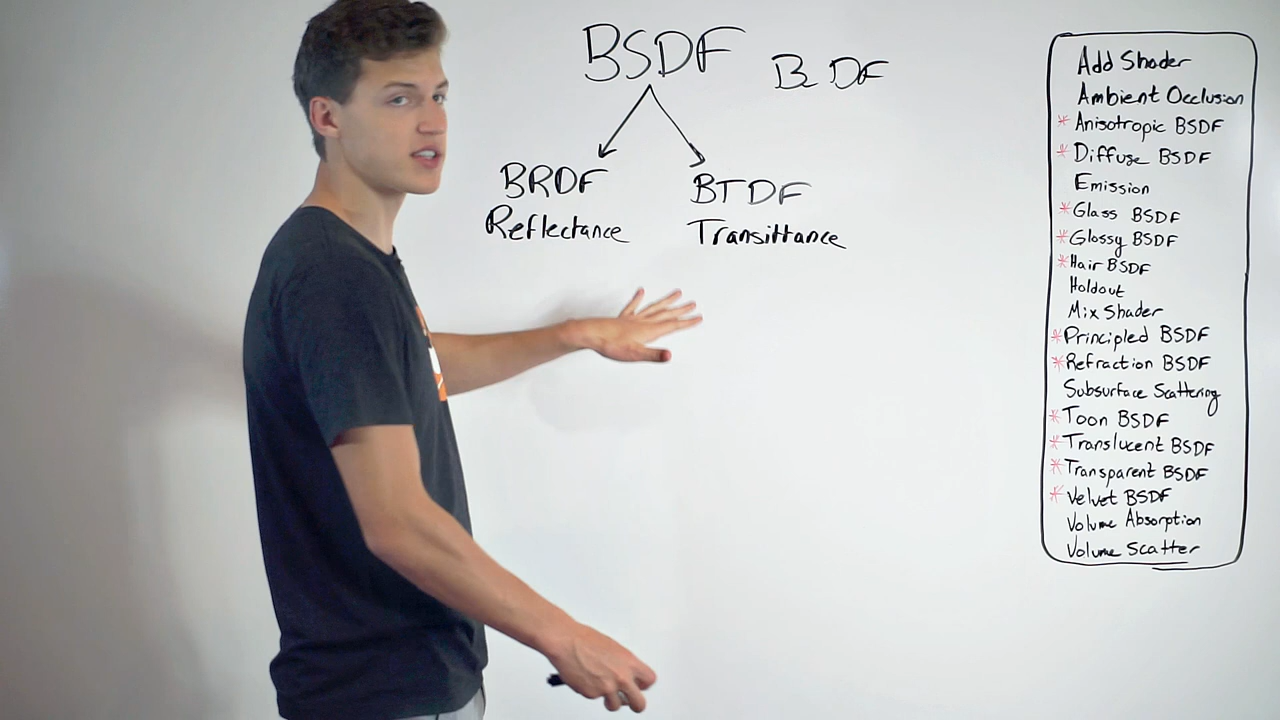 BSDF
B DF
BRDF
Reflectance
BTDF
Transittance
Add Shader
Ambient Occlusion
* Anisotropic BSDF
* Diffuse BSDF
Emission
* Glass BSDF
* Glossy BSDF
* Hair BSDF
Holdout
Mix Shader
* Principled BSDF
* Refraction BSDF
Subsurface Scattering
* Toon BSDF
* Translucent BSDF
* Transparent BSDF
* Velvet BSDF
Volume Absorption
Volume Scatter